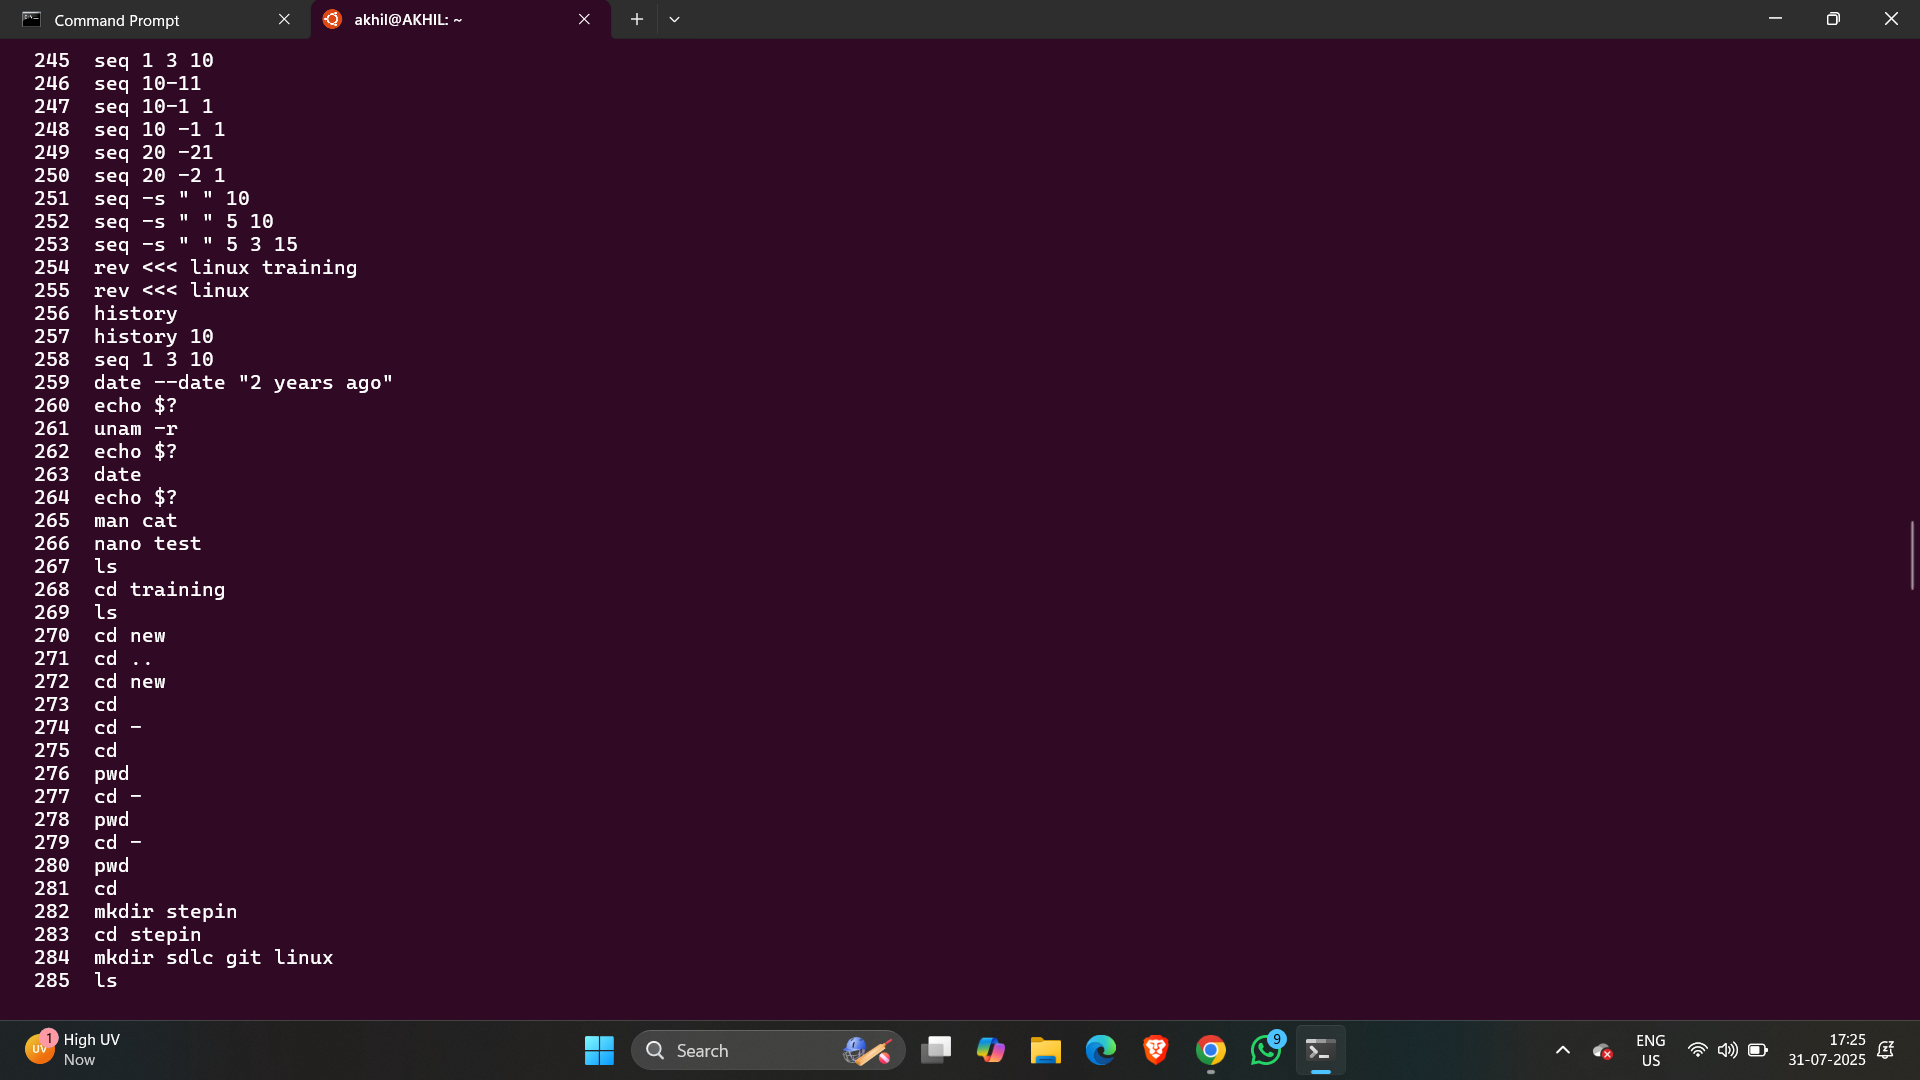 Command Prompt
akhil@AKHIL: ~
245 seq 1 3 10
246 seq 10-11
247 seq 10-1 1
248 seq 10 -1 1
249 seq 20 -21
250 seq 20 -2 1
251 seq -s " " 10
252 seq -s " " 5 10
253 seq -s " " 5 3 15
254 rev <<< linux training
255 rev <<< linux
256 history
257 history 10
258 seq 1 3 10
259 date --date "2 years ago"
260 echo $?
261 unam -r
262 echo $?
263 date
264 echo $?
265 man cat
266 nano test
267 ls
268 cd training
269 ls
270 cd new
271 cd ..
272 cd new
273 cd
274 cd -
275 cd
276 pwd
277 cd -
278 pwd
279 cd -
280 pwd
281 cd
282 mkdir stepin
283 cd stepin
284 mkdir sdlc git linux
285 ls
UV
1
High UV
Now
Search
9
ENG
US
17:25
31-07-2025